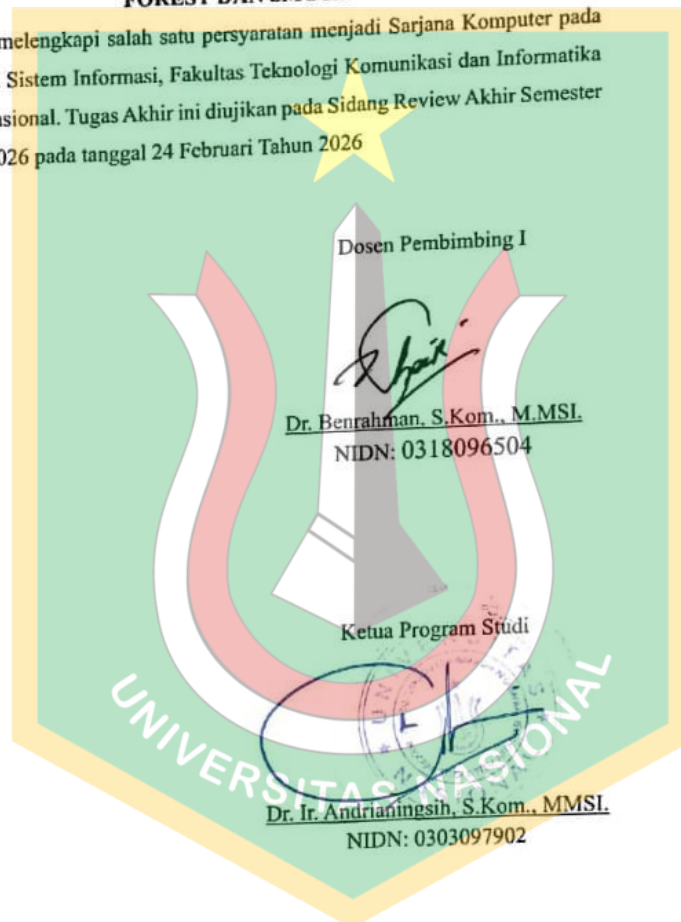 melengkapi salah satu persyaratan menjadi Sarjana Komputer pada
Sistem Informasi, Fakultas Teknologi Komunikasi dan Informatika
asional. Tugas Akhir ini diujikan pada Sidang Review Akhir Semester
026 pada tanggal 24 Februari Tahun 2026
Dosen Pembimbing I
Dr. Benrahman, S.Kom., M.MSI.
NIDN: 0318096504
Ketua Program Studi
UNIVERSITAS NASIONAL
Dr. Ir. Andrianingsih, S.Kom., MMSI.
NIDN: 0303097902